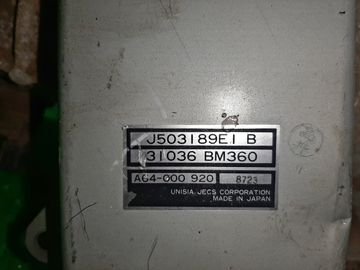 J503189E1 B
31036 BM360
A64-000 920 8723
UNISIA JECS CORPORATION
MADE IN JAPAN